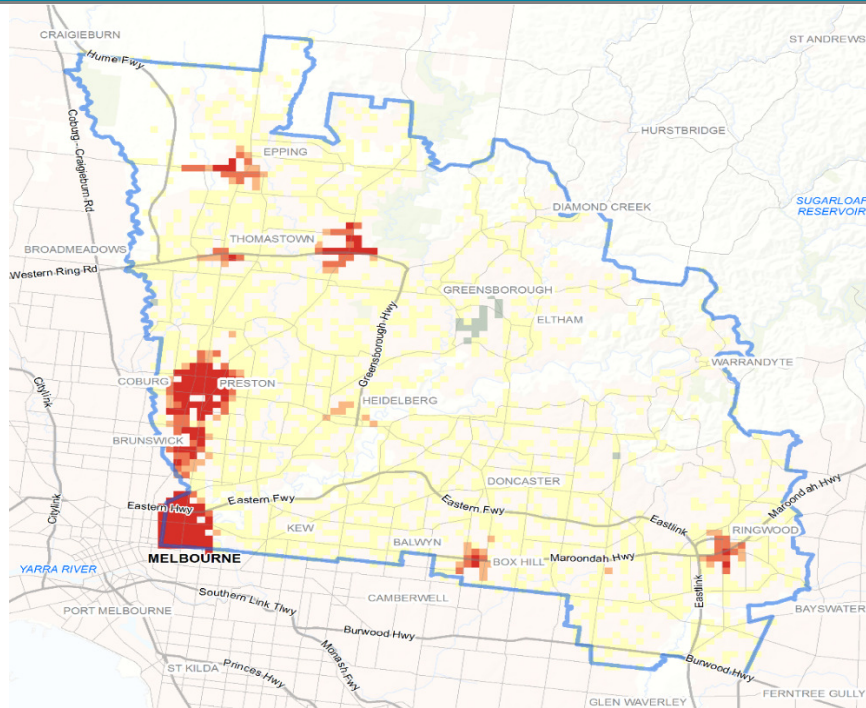 CRAIGIEBURN
ST ANDREWS
Hume Fwy
Coburg - Craigieburn Rd
HURSTBRIDGE
EPPING
DIAMOND CREEK
SUGARLOAF
RESERVOIR
THOMASTOWN
BROADMEADOWS
Western Ring Rd
GREENSBOROUGH
ELTHAM
Greensborough Hwy
WARRANDYTE
COBURG
PRESTON
Citylink
HEIDELBERG
BRUNSWICK
DONCASTER
Maroondah Hwy
Eastern Fwy
Eastern Fwy
Eastern Hwy
Citylink
KEW
Eastlink
RINGWOOD
BALWYN
MELBOURNE
BOX HILL
Maroondah Hwy
YARRA RIVER
CAMBERWELL
Eastlink
Southern Link Tlwy
PORT MELBOURNE
BAYSWATER
Burwood Hwy
Monash Fwy
ST KILDA
Princes Hwy
Burwood Hwy
FERNTREE GULLY
GLEN WAVERLEY